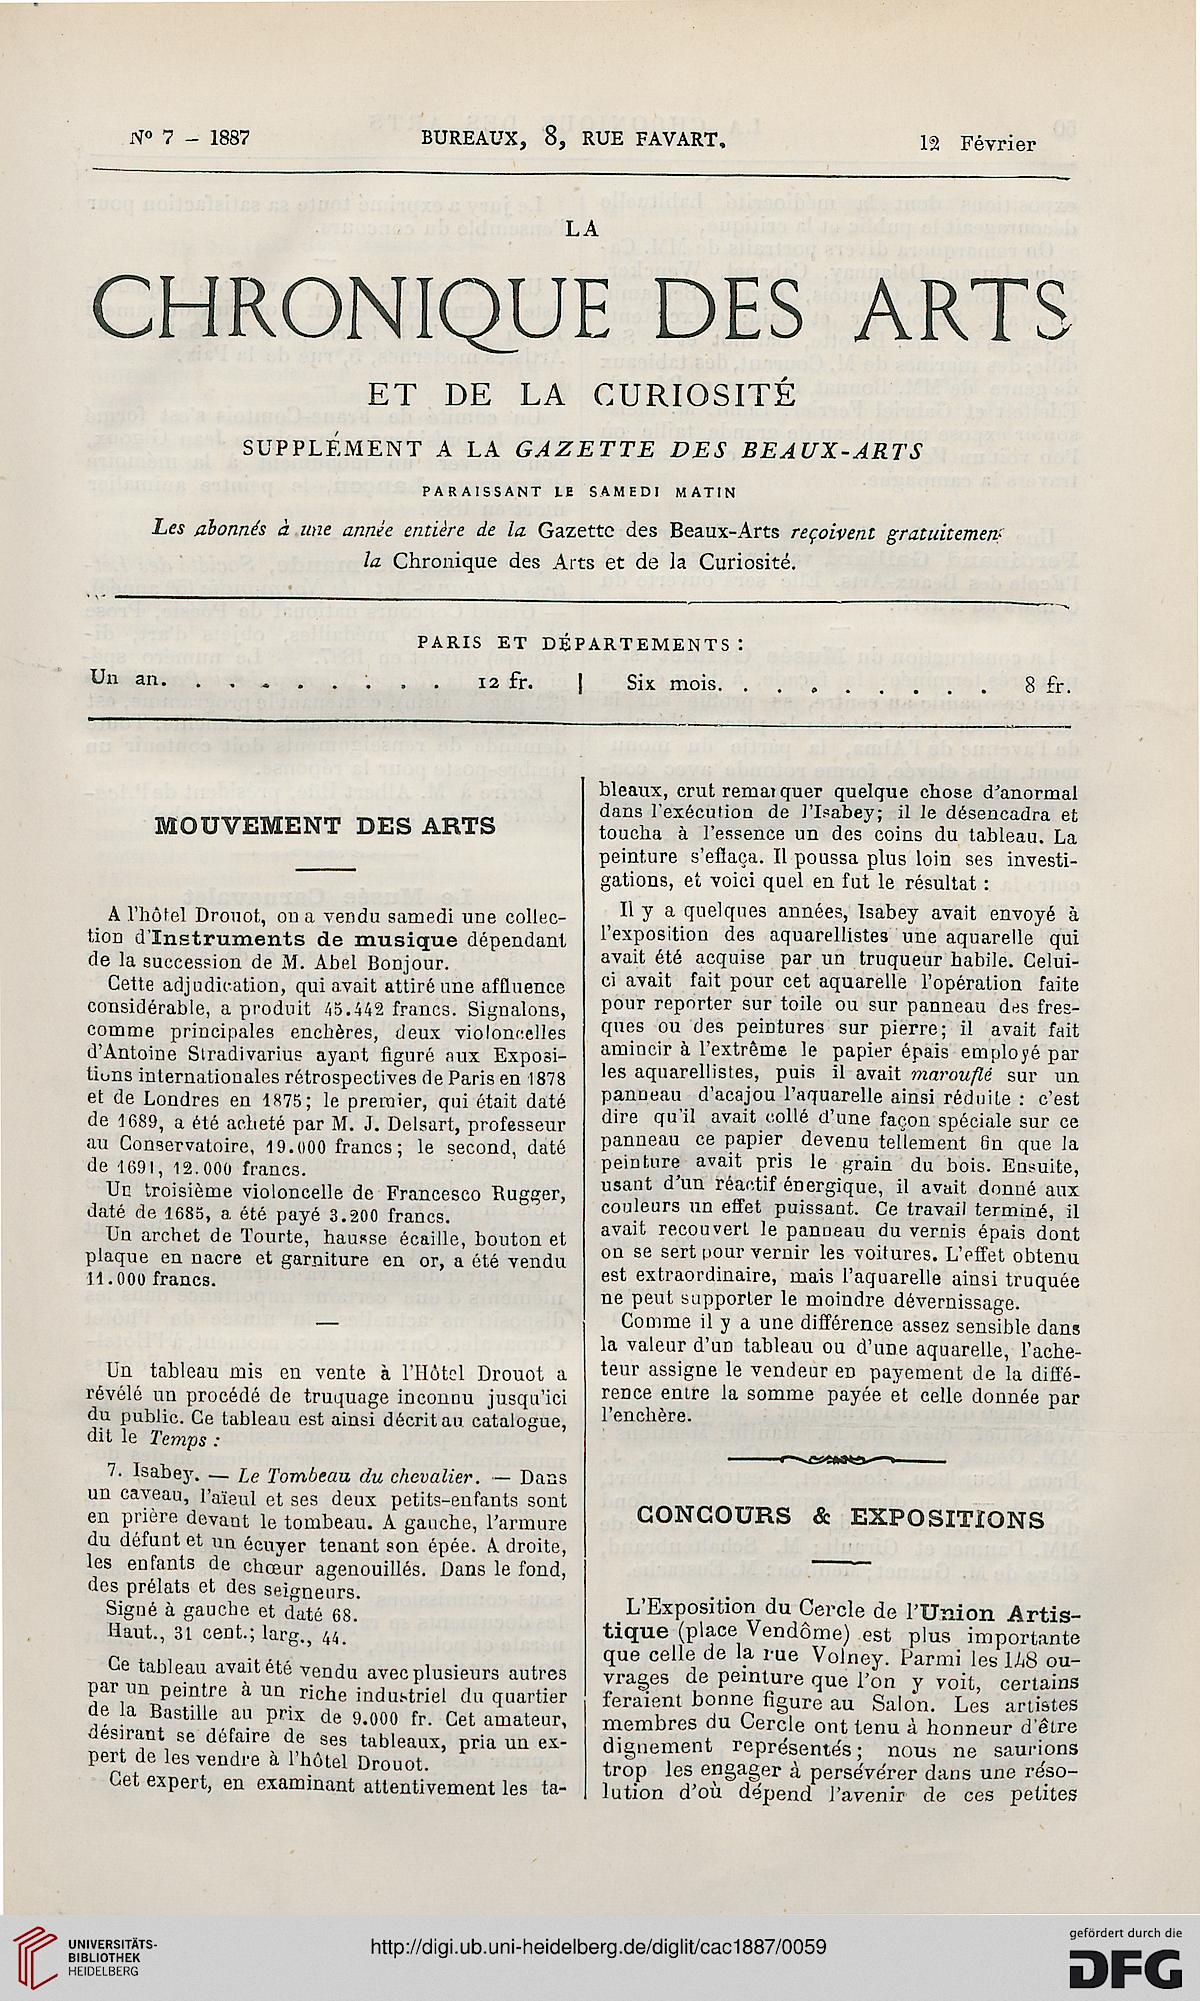 N° 7 – 1887
BUREAUX, 8, RUE FAVART.
12 Février
LA
CHRONIQUE DES ARTS
ET DE LA CURIOSITÉ
SUPPLÉMENT A LA GAZETTE DES BEAUX-ARTS
PARAISSANT LE SAMEDI MATIN
Les abonnés à une année entière de la Gazette des Beaux-Arts reçoivent gratuitement
la Chronique des Arts et de la Curiosité.
PARIS ET DÉPARTEMENTS :
Un an. . . . . . . . . . 12 fr. | Six mois. . . . . . . . . . 8 fr.
MOUVEMENT DES ARTS
A l'hôtel Drouot, on a vendu samedi une collec-
tion d'Instruments de musique dépendant
de la succession de M. Abel Bonjour.
Cette adjudication, qui avait attiré une affluence
considérable, a produit 45.442 francs. Signalons,
comme principales enchères, deux violoncelles
d'Antoine Stradivarius ayant figuré aux Exposi-
tions internationales rétrospectives de Paris en 1878
et de Londres en 1875; le premier, qui était daté
de 1689, a été acheté par M. J. Delsart, professeur
au Conservatoire, 19.000 francs; le second, daté
de 1691, 12.000 francs.
Un troisième violoncelle de Francesco Rugger,
daté de 1685, a été payé 3.200 francs.
Un archet de Tourte, hausse écaille, bouton et
plaque en nacre et garniture en or, a été vendu
11.000 francs.
—
Un tableau mis en vente à l'Hôtel Drouot a
révélé un procédé de truquage inconnu jusqu'ici
du public. Ce tableau est ainsi décrit au catalogue,
dit le Temps :
7. Isabey. — Le Tombeau du chevalier. — Dans
un caveau, l'aïeul et ses deux petits-enfants sont
en prière devant le tombeau. A gauche, l'armure
du défunt et un écuyer tenant son épée. A droite,
les enfants de chœur agenouillés. Dans le fond,
des prélats et des seigneurs.
Signé à gauche et daté 68.
Haut., 31 cent.; larg., 44.
Ce tableau avait été vendu avec plusieurs autres
par un peintre à un riche industriel du quartier
de la Bastille au prix de 9.000 fr. Cet amateur,
désirant se défaire de ses tableaux, pria un ex-
pert de les vendre à l'hôtel Drouot.
Cet expert, en examinant attentivement les ta-
bleaux, crut remarquer quelque chose d'anormal
dans l'exécution de l'Isabey; il le désencadra et
toucha à l'essence un des coins du tableau. La
peinture s'effaça. Il poussa plus loin ses investi-
gations, et voici quel en fut le résultat :
Il y a quelques années, Isabey avait envoyé à
l'exposition des aquarellistes une aquarelle qui
avait été acquise par un truqueur habile. Celui-
ci avait fait pour cet aquarelle l'opération faite
pour reporter sur toile ou sur panneau des fres-
ques ou des peintures sur pierre; il avait fait
amincir à l'extrême le papier épais employé par
les aquarellistes, puis il avait marouflé sur un
panneau d'acajou l'aquarelle ainsi réduite : c'est
dire qu'il avait collé d'une façon spéciale sur ce
panneau ce papier devenu tellement fin que la
peinture avait pris le grain du bois. Ensuite,
usant d'un réactif énergique, il avait donné aux
couleurs un effet puissant. Ce travail terminé, il
avait recouvert le panneau du vernis épais dont
on se sert pour vernir les voitures. L'effet obtenu
est extraordinaire, mais l'aquarelle ainsi truquée
ne peut supporter le moindre dévernissage.
Comme il y a une différence assez sensible dans
la valeur d'un tableau ou d'une aquarelle, l'ache-
teur assigne le vendeur en payement de la diffé-
rence entre la somme payée et celle donnée par
l'enchère.
CONCOURS & EXPOSITIONS
L'Exposition du Cercle de l'Union Artis-
tique (place Vendôme) est plus importante
que celle de la rue Volney. Parmi les 148 ou-
vrages de peinture que l'on y voit, certains
feraient bonne figure au Salon. Les artistes
membres du Cercle ont tenu à honneur d'être
dignement représentés; nous ne saurions
trop les engager à persévérer dans une réso-
lution d'où dépend l'avenir de ces petites
UNIVERSITÄTS-
BIBLIOTHEK
HEIDELBERG
http://digi.ub.uni-heidelberg.de/diglit/cac1887/0059
gefördert durch die
DFG